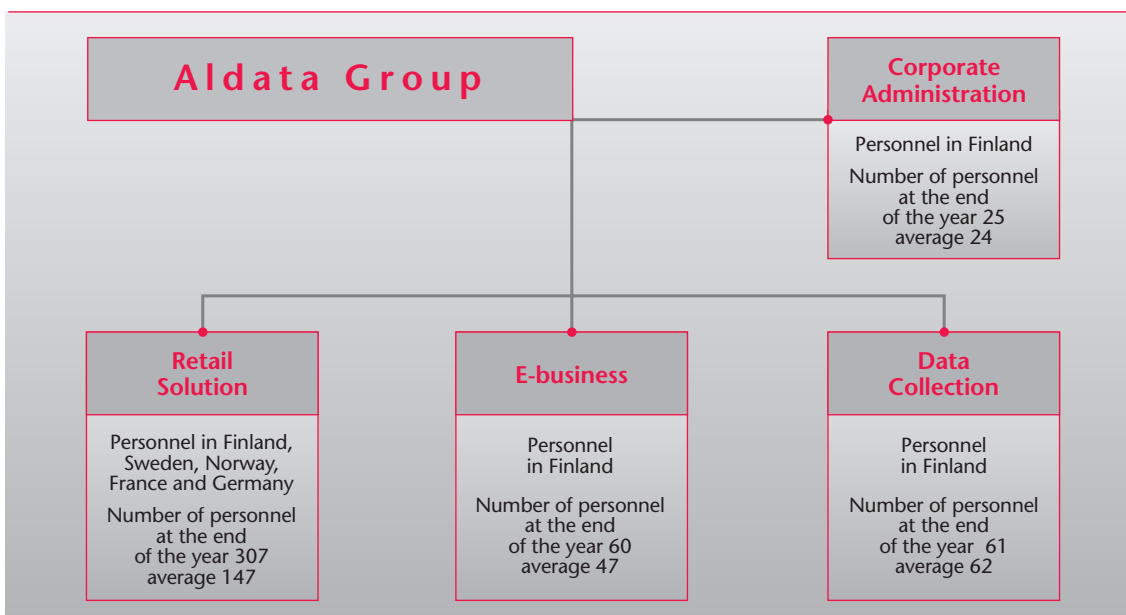 Aldata Group
Corporate
Administration
Personnel in Finland
Number of personnel
at the end
of the year 25
average 24
Retail
Solution
Personnel in Finland,
Sweden, Norway,
France and Germany
Number of personnel
at the end
of the year 307
average 147
E-business
Personnel
in Finland
Number of personnel
at the end
of the year 60
average 47
Data
Collection
Personnel
in Finland
Number of personnel
at the end
of the year 61
average 62